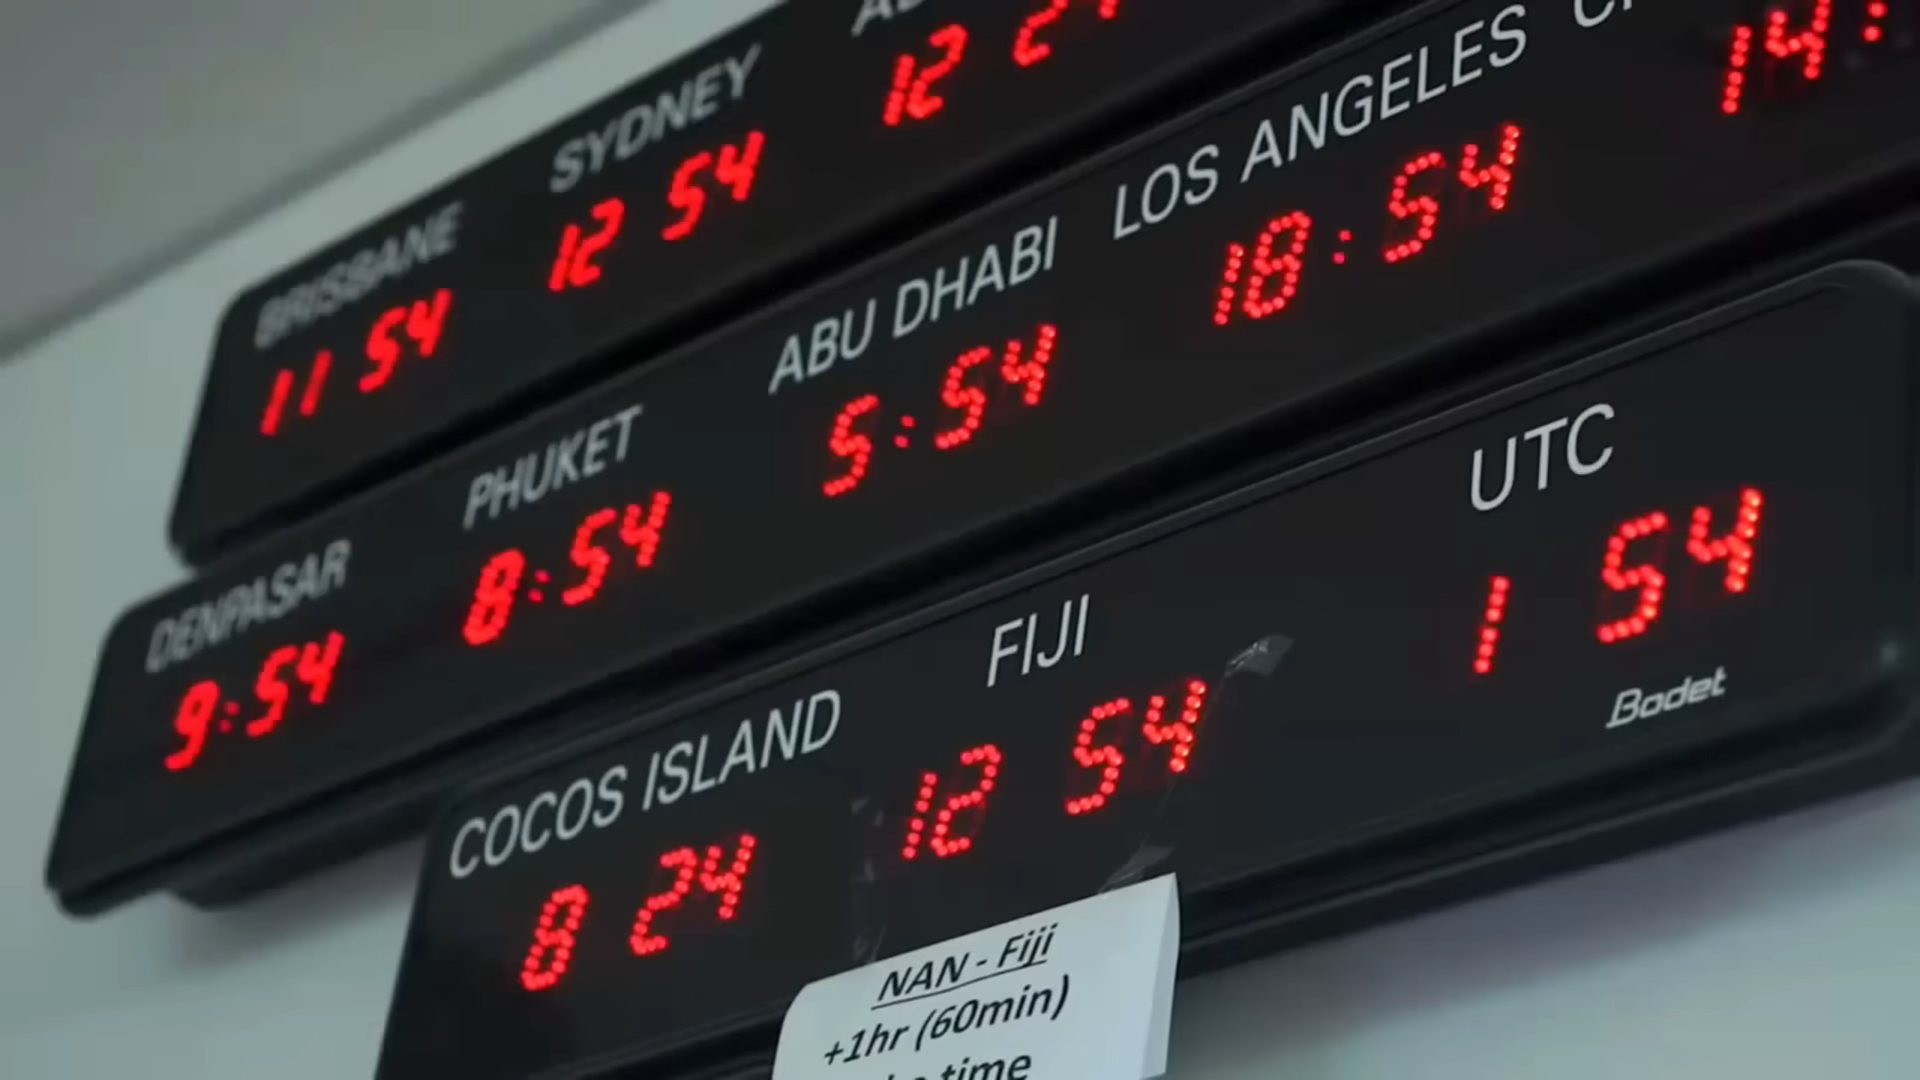 BRISBANE SYDNEY
11 54 12 54 12
DENPASAR PHUKET ABU DHABI LOS ANGELES
9:54 8:54 5:54 18:54 14:
COCOS ISLAND FIJI UTC
8 24 12 54 1 54
Bodet
NAN - Fiji
+1hr (60min)
time